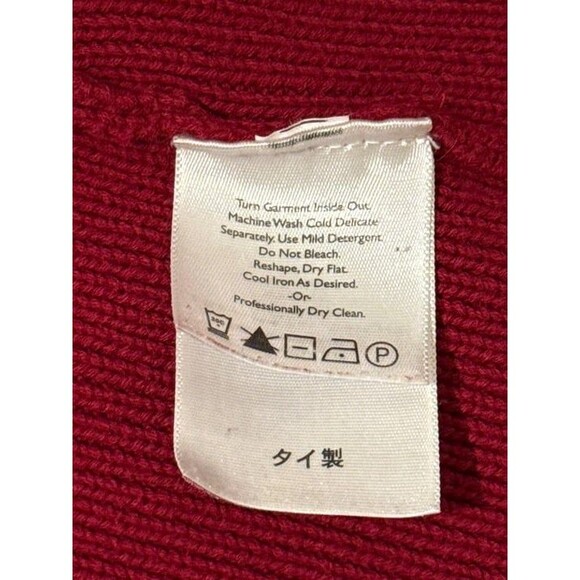 Turn Garment Inside Out.
Machine Wash Cold Delicate
Separately. Use Mild Detergent.
Do Not Bleach.
Reshape, Dry Flat.
Cool Iron As Desired.
-Or-
Professionally Dry Clean.
P
タイ製